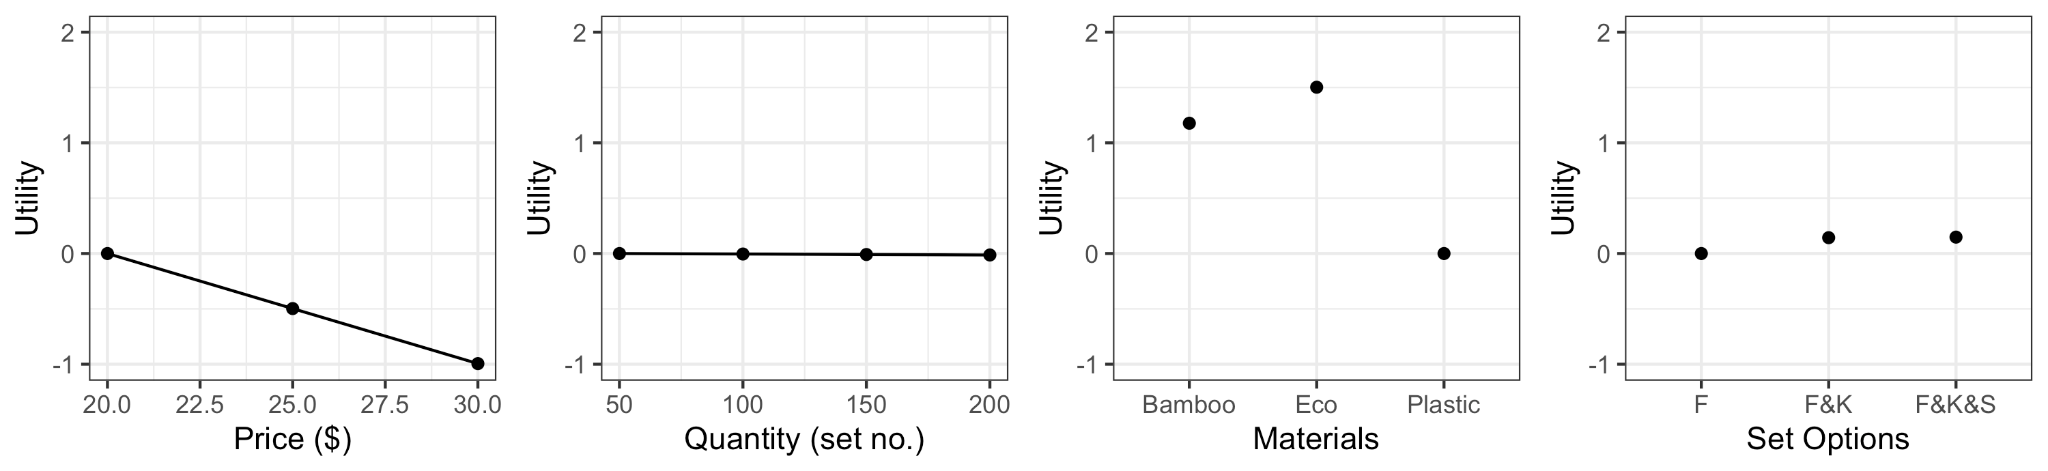 Utility
2
1
0
-1
20.0 22.5 25.0 27.5 30.0
Price ($)
Utility
2
1
0
-1
50 100 150 200
Quantity (set no.)
Utility
2
1
0
-1
Bamboo Eco Plastic
Materials
Utility
2
1
0
-1
F F&K F&K&S
Set Options